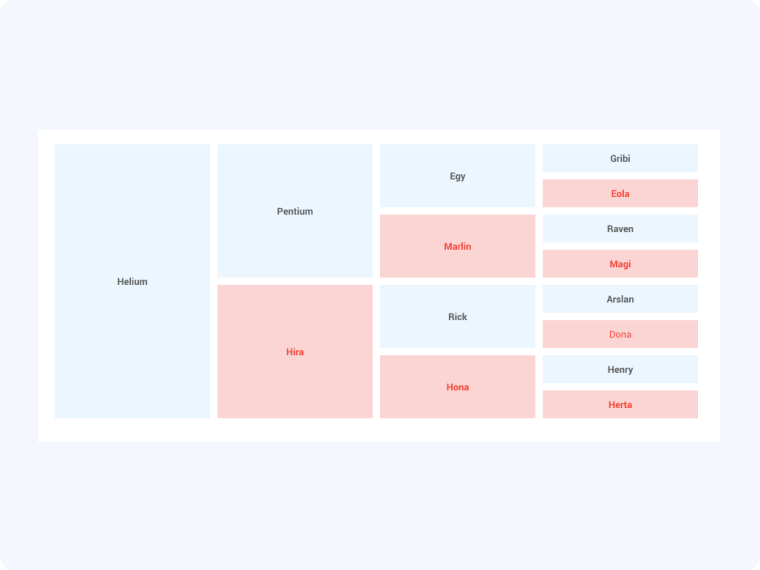 Helium
Pentium
Hira
Egy
Marlin
Rick
Hona
Gribi
Eola
Raven
Magi
Arslan
Dona
Henry
Herta